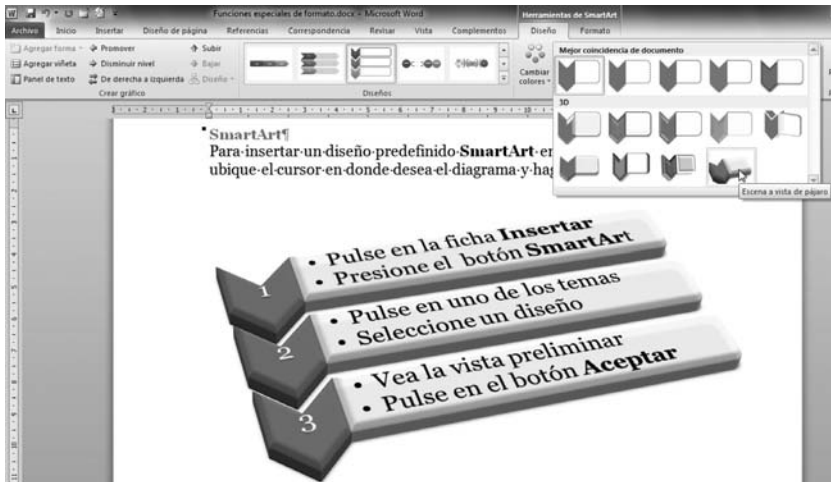 Funciones especiales de formato.docx - Microsoft Word
Herramientas de SmartArt
Archivo Inicio Insertar Diseño de página Referencias Correspondencia Revisar Vista Complementos Diseño Formato
Agregar forma Promover Subir
Agregar viñeta Disminuir nivel Bajar
Panel de texto De derecha a izquierda Diseño
Crear gráfico
Diseños
Cambiar colores
Mejor coincidencia de documento
3D
Escena a vista de pájaro
SmartArt¶
Para·insertar·un·diseño·predefinido·SmartArt·en
ubique·el·cursor·en·donde·desea·el·diagrama·y·hag
1
• Pulse en la ficha Insertar
• Presione el botón SmartArt
2
• Pulse en uno de los temas
• Seleccione un diseño
3
• Vea la vista preliminar
• Pulse en el botón Aceptar